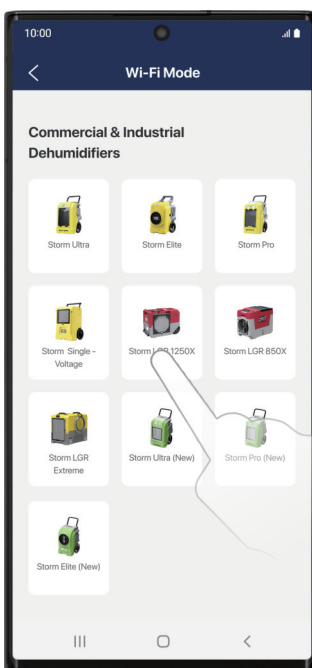 10:00
Wi-Fi Mode
Commercial & Industrial
Dehumidifiers
Storm Ultra
Storm Elite
Storm Pro
Storm Single -
Voltage
Storm LGR 1250X
Storm LGR 850X
Storm LGR
Extreme
Storm Ultra (New)
Storm Pro (New)
Storm Elite (New)